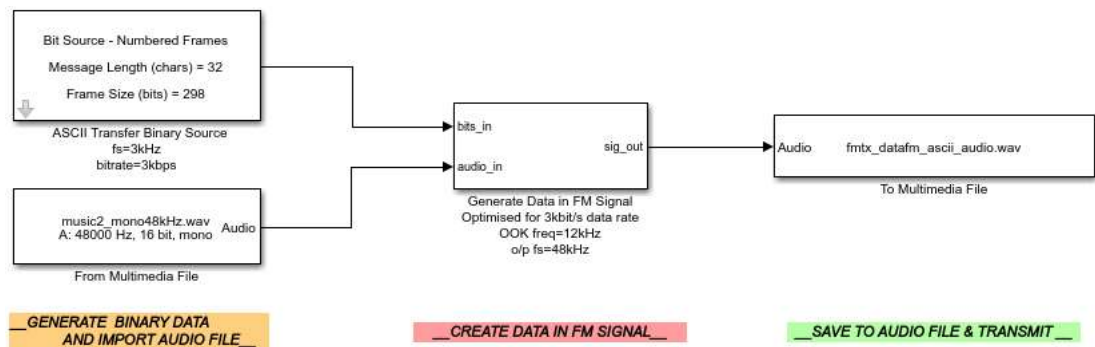 Bit Source - Numbered Frames
Message Length (chars) = 32
Frame Size (bits) = 298
ASCII Transfer Binary Source
fs=3kHz
bitrate=3kbps
music2_mono48kHz.wav
A: 48000 Hz, 16 bit, mono
Audio
From Multimedia File
bits_in
audio_in
sig_out
Generate Data in FM Signal
Optimised for 3kbit/s data rate
OOK freq=12kHz
o/p fs=48kHz
Audio
fmtx_datafm_ascii_audio.wav
To Multimedia File
__GENERATE BINARY DATA
AND IMPORT AUDIO FILE__
__CREATE DATA IN FM SIGNAL__
__SAVE TO AUDIO FILE & TRANSMIT __